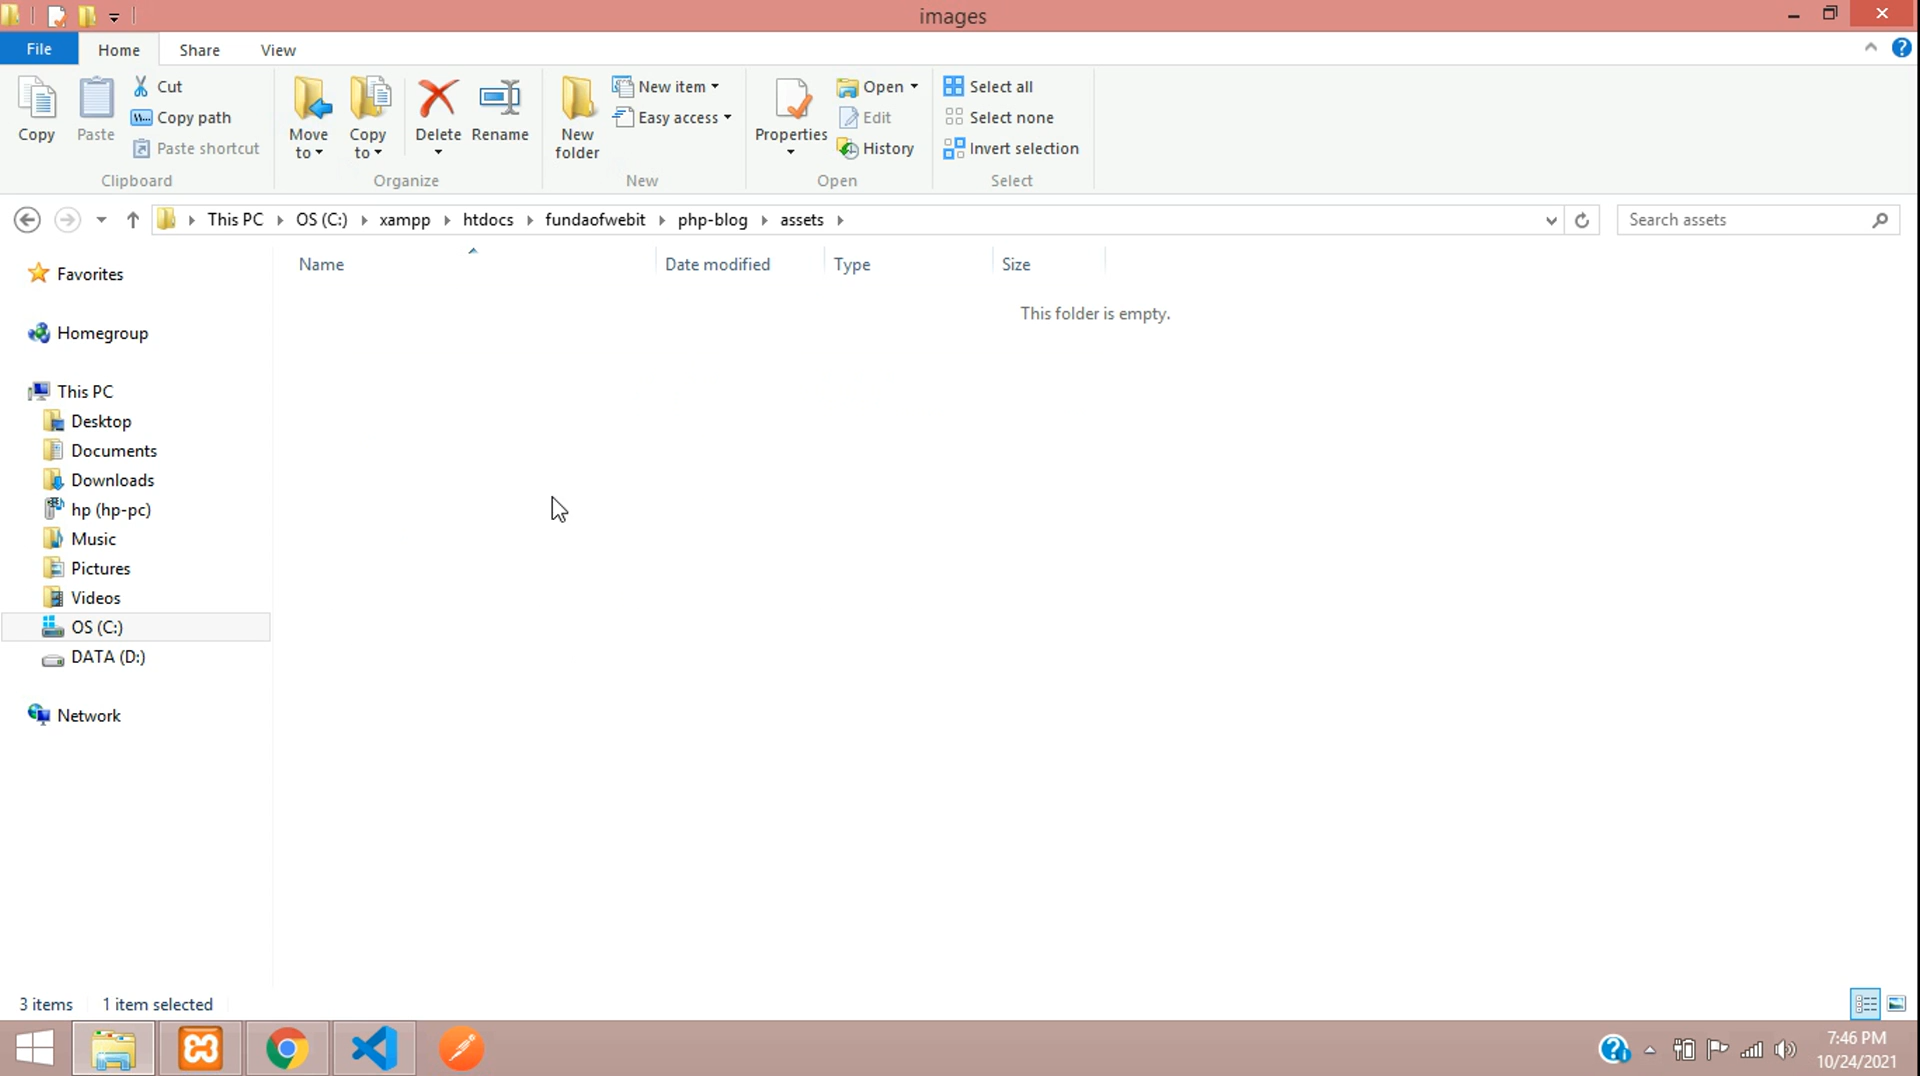 images
File Home Share View
Copy
Paste
Cut
Copy path
Paste shortcut
Clipboard
Move to
Copy to
Delete
Rename
Organize
New folder
New item
Easy access
New
Properties
Open
Edit
History
Open
Select all
Select none
Invert selection
Select
This PC OS (C:) xampp htdocs fundaofwebit php-blog assets
Search assets
Name Date modified Type Size
This folder is empty.
Favorites
Homegroup
This PC
Desktop
Documents
Downloads
hp (hp-pc)
Music
Pictures
Videos
OS (C:)
DATA (D:)
Network
3 items 1 item selected
7:46 PM
10/24/2021